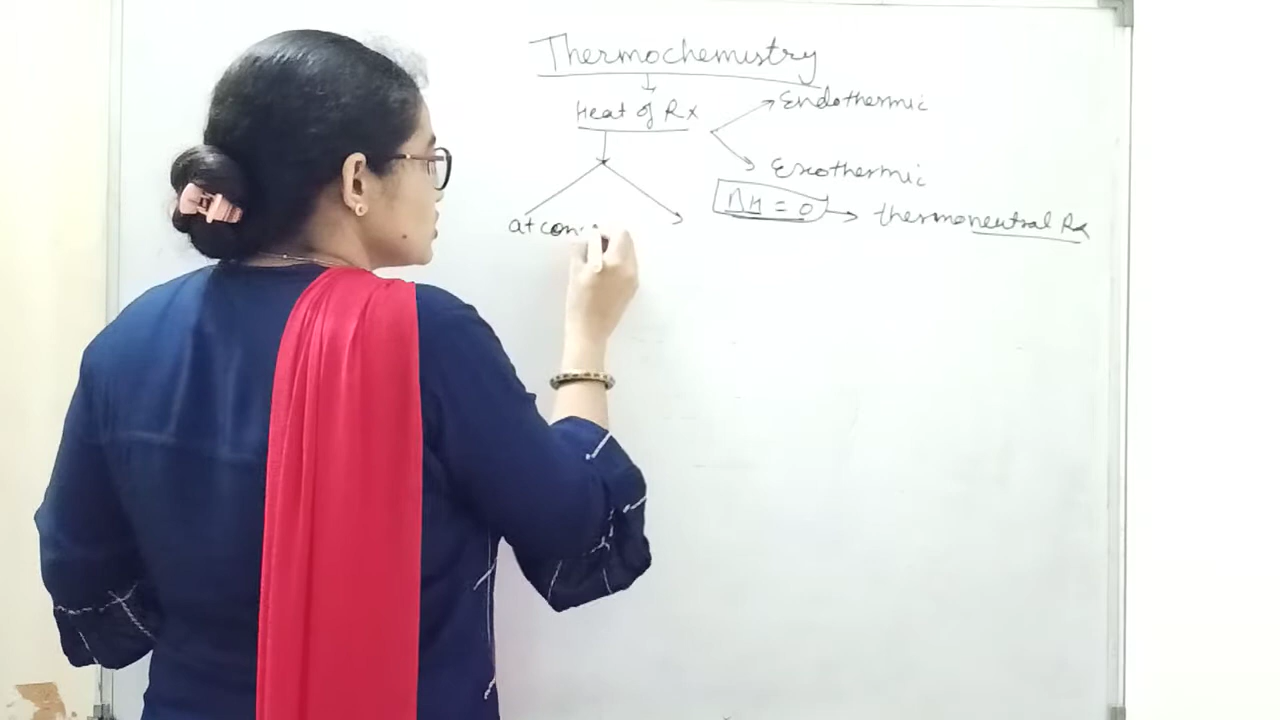 Thermochemistry
Heat of Rx
Endothermic
Exothermic
ΔH = 0 → thermoneutral Rx
at con